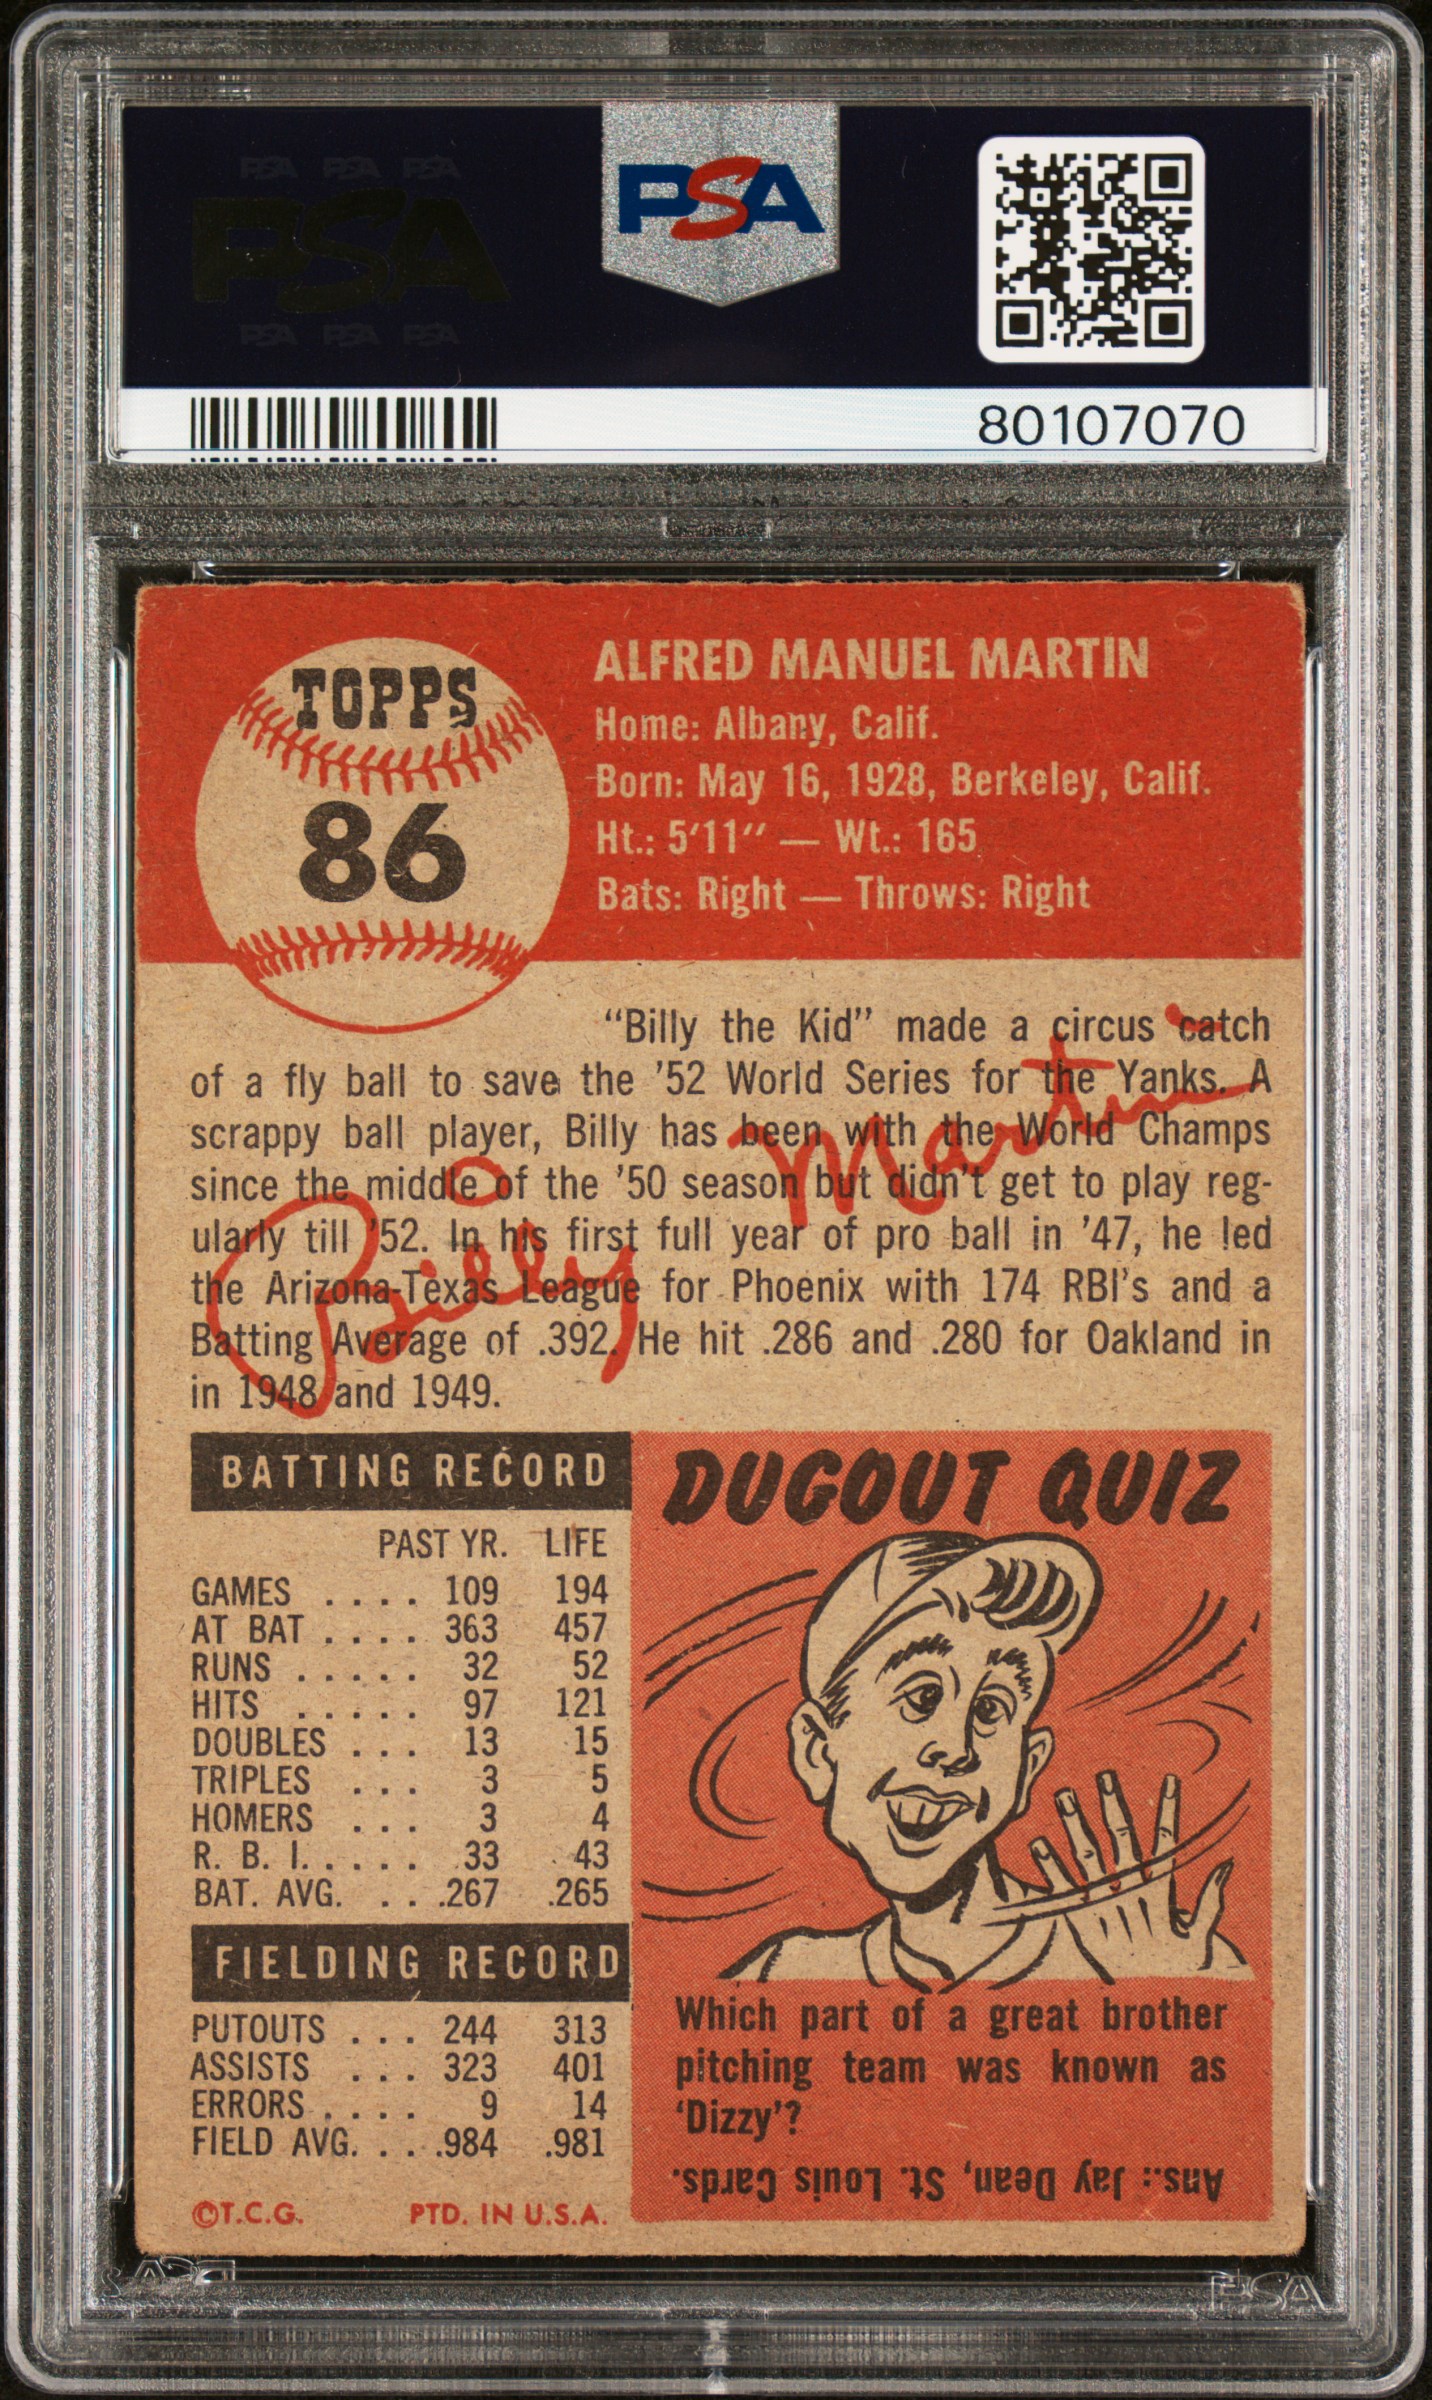 PSA PSA PSA
PSA
PSA PSA PSA
PSA
80107070
TOPPS
86
ALFRED MANUEL MARTIN
Home: Albany, Calif.
Born: May 16, 1928, Berkeley, Calif.
Ht.: 5'11" — Wt.: 165
Bats: Right — Throws: Right
"Billy the Kid" made a circus catch
of a fly ball to save the '52 World Series for the Yanks. A
scrappy ball player, Billy has been with the World Champs
since the middle of the '50 season but didn't get to play reg-
ularly till '52. In his first full year of pro ball in '47, he led
the Arizona-Texas League for Phoenix with 174 RBI's and a
Batting Average of .392. He hit .286 and .280 for Oakland in
in 1948 and 1949.
Billy Martin
BATTING RECORD
PAST YR. LIFE
GAMES .... 109 194
AT BAT .... 363 457
RUNS ..... 32 52
HITS ..... 97 121
DOUBLES ... 13 15
TRIPLES ... 3 5
HOMERS ... 3 4
R. B. I...... 33 43
BAT. AVG. ...267 .265
FIELDING RECORD
PUTOUTS ... 244 313
ASSISTS ... 323 401
ERRORS .... 9 14
FIELD AVG. ...984 .981
©T.C.G. PTD. IN U.S.A.
DUGOUT QUIZ
Which part of a great brother
pitching team was known as
'Dizzy'?
Ans.: Jay Dean, St. Louis Cards.
PSA
PSA